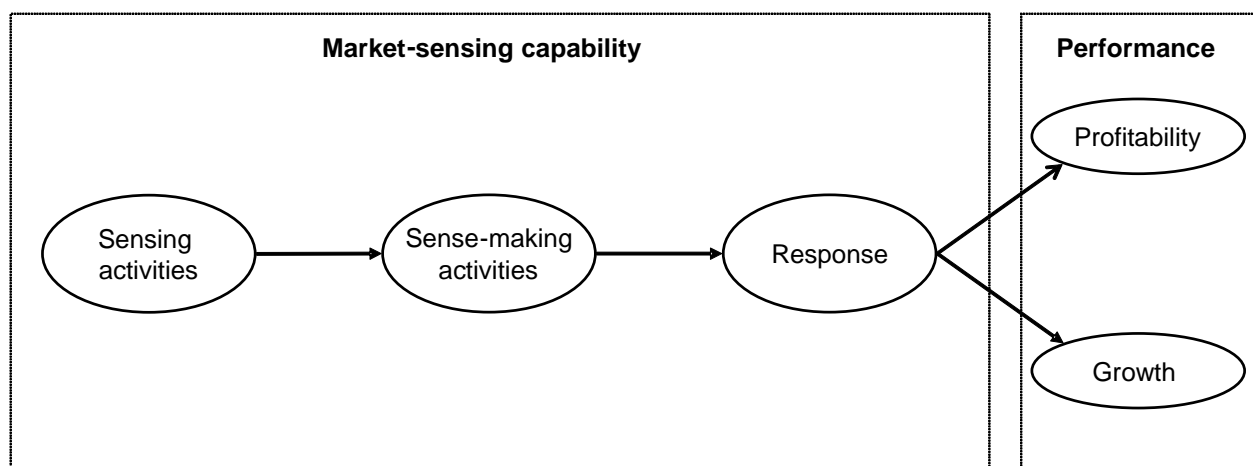 Market-sensing capability
Performance
Profitability
Sensing
activities
Sense-making
activities
Response
Growth